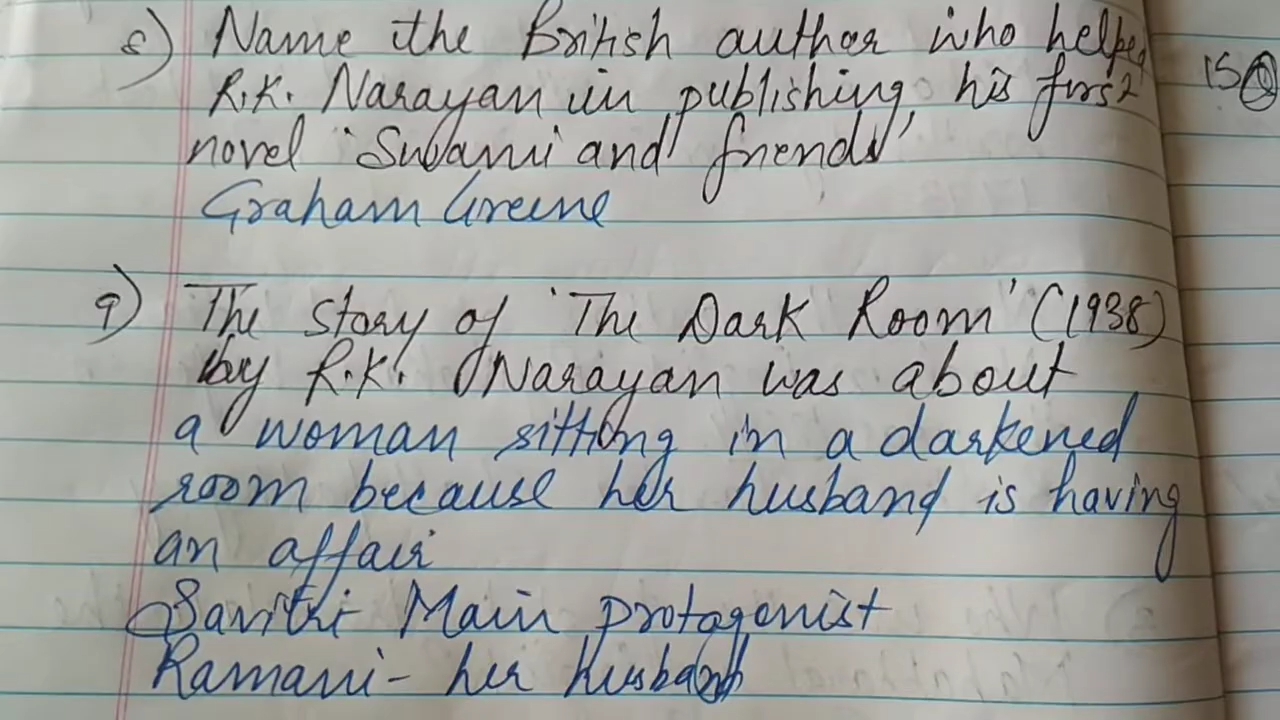 8) Name the British author who helpe
R.K. Narayan in publishing his first
novel 'Swami and friends'
Graham Greene
9) The story of 'The Dark Room' (1938)
by R.K. Narayan was about
a woman sitting in a darkened
room because her husband is having
an affair
Savitri Main protagonist
Ramani - her husband
15